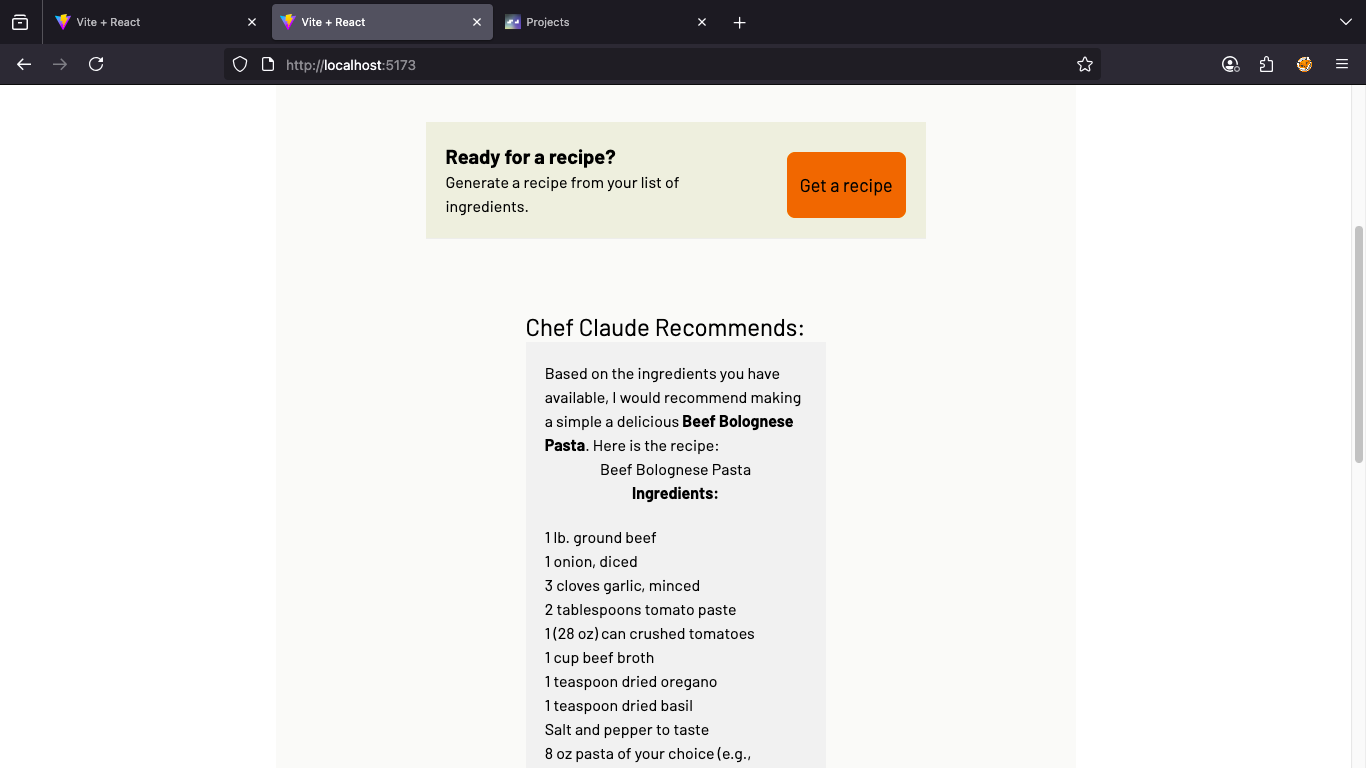 Vite + React
Vite + React
Projects
http://localhost:5173
Ready for a recipe?
Generate a recipe from your list of
ingredients.
Get a recipe
Chef Claude Recommends:
Based on the ingredients you have
available, I would recommend making
a simple a delicious Beef Bolognese
Pasta. Here is the recipe:
Beef Bolognese Pasta
Ingredients:
1 lb. ground beef
1 onion, diced
3 cloves garlic, minced
2 tablespoons tomato paste
1 (28 oz) can crushed tomatoes
1 cup beef broth
1 teaspoon dried oregano
1 teaspoon dried basil
Salt and pepper to taste
8 oz pasta of your choice (e.g.,